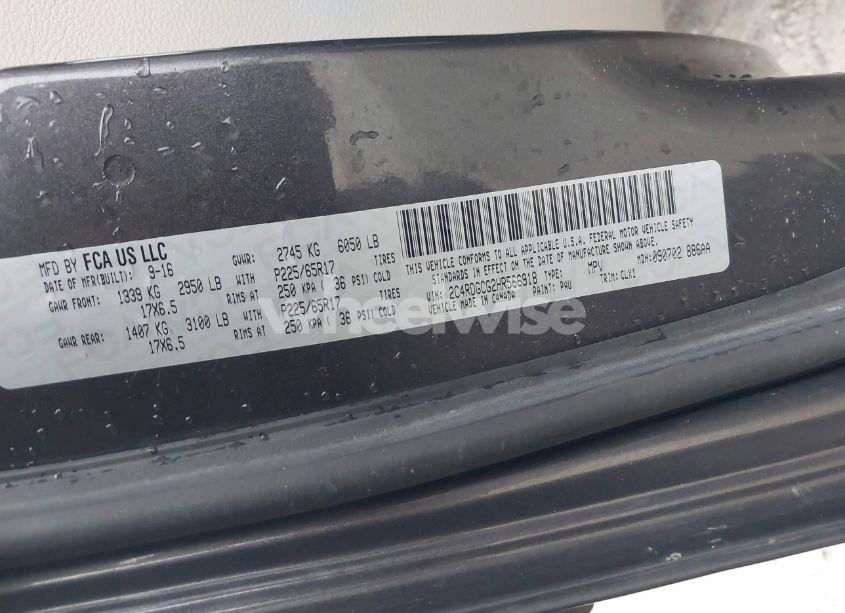 MFD BY FCA US LLC
DATE OF MFR(BUILT): 9-16 GVWR: 2745 KG 6050 LB
GAWR FRONT: 1339 KG 2950 LB WITH P225/65R17 TIRES
17X6.5 RIMS AT 250 KPA( 36 PSI) COLD
GAWR REAR: 1407 KG 3100 LB WITH P225/65R17 TIRES
17X6.5 RIMS AT 250 KPA( 36 PSI) COLD
THIS VEHICLE CONFORMS TO ALL APPLICABLE U.S.A. FEDERAL MOTOR VEHICLE SAFETY
STANDARDS IN EFFECT ON THE DATE OF MANUFACTURE SHOWN ABOVE.
MDH: 090702 886AA
VIN: 2C4RDGCG2HR566918 TYPE: MPV
VEHICLE MADE IN CANADA PAINT: PAU TRIM: CLX1
vinceelwise